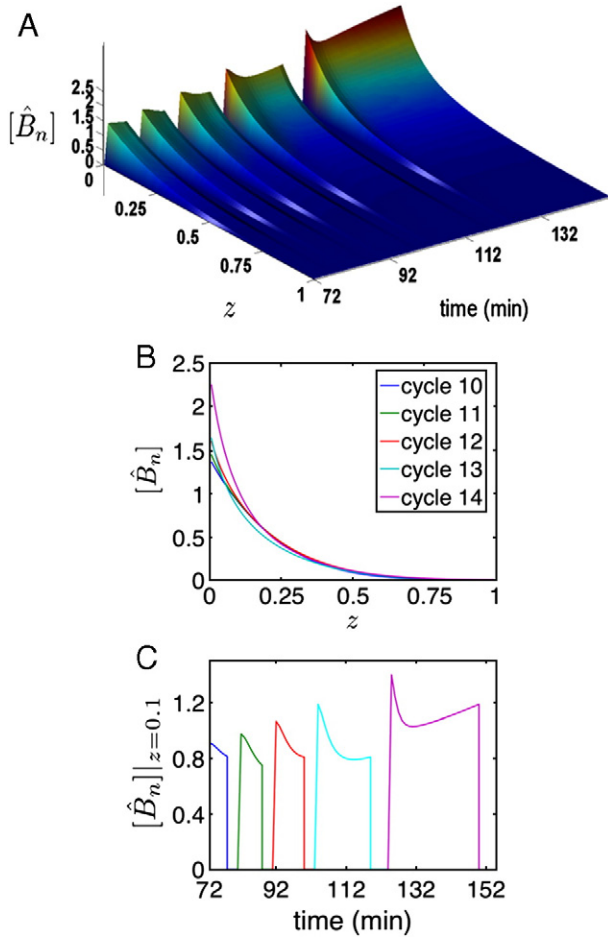 A
[B̂ₙ]
2.5
2
1.5
1
0.5
0
0
0.25
0.5
0.75
1
z
72
92
112
132
time (min)
B
[B̂ₙ]
2.5
2
1.5
1
0.5
0
cycle 10
cycle 11
cycle 12
cycle 13
cycle 14
0 0.25 0.5 0.75 1
z
C
[B̂ₙ]|z=0.1
1.2
0.8
0.4
0
72 92 112 132 152
time (min)